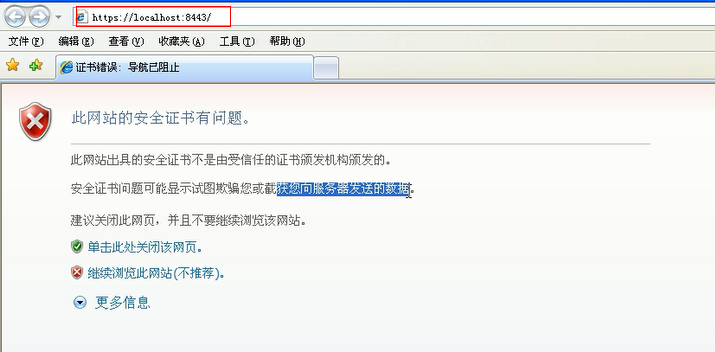 https://localhost:8443/
文件(F) 编辑(E) 查看(V) 收藏夹(A) 工具(T) 帮助(H)
证书错误: 导航已阻止
此网站的安全证书有问题。
此网站出具的安全证书不是由受信任的证书颁发机构颁发的。
安全证书问题可能显示试图欺骗您或截获您向服务器发送的数据。
建议关闭此网页，并且不要继续浏览该网站。
单击此处关闭该网页。
继续浏览此网站(不推荐)。
更多信息